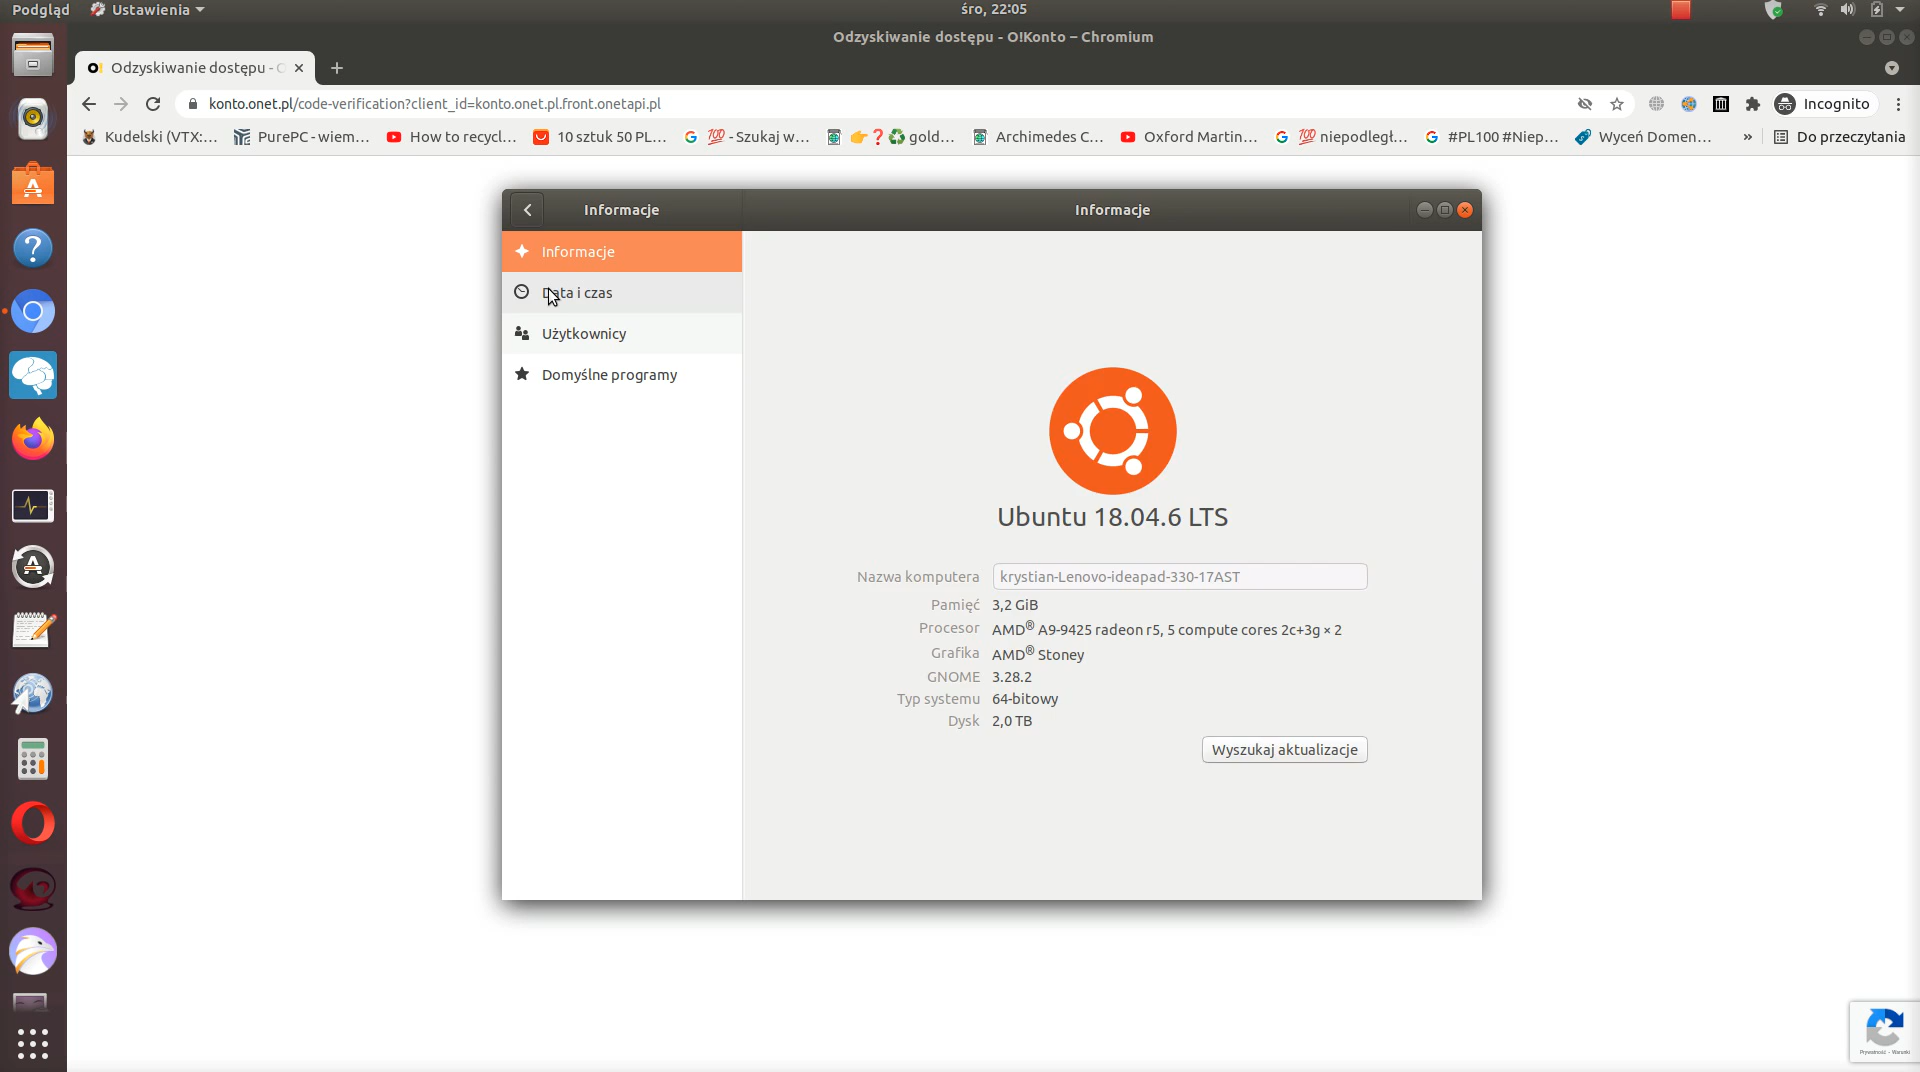 Podgląd
Ustawienia
śro, 22:05
Odzyskiwanie dostępu - O!Konto – Chromium
Odzyskiwanie dostępu - O
konto.onet.pl/code-verification?client_id=konto.onet.pl.front.onetapi.pl
Incognito
Kudelski (VTX:...
PurePC - wiem...
How to recycl...
10 sztuk 50 PL...
💯 - Szukaj w...
👉❓♻ gold...
Archimedes C...
Oxford Martin...
💯 niepodległ...
#PL100 #Niep...
Wyceń Domen...
»
Do przeczytania
Informacje
Informacje
Informacje
Data i czas
Użytkownicy
Domyślne programy
Ubuntu 18.04.6 LTS
Nazwa komputera krystian-Lenovo-ideapad-330-17AST
Pamięć 3,2 GiB
Procesor AMD® A9-9425 radeon r5, 5 compute cores 2c+3g × 2
Grafika AMD® Stoney
GNOME 3.28.2
Typ systemu 64-bitowy
Dysk 2,0 TB
Wyszukaj aktualizacje
Prywatność - Warunki